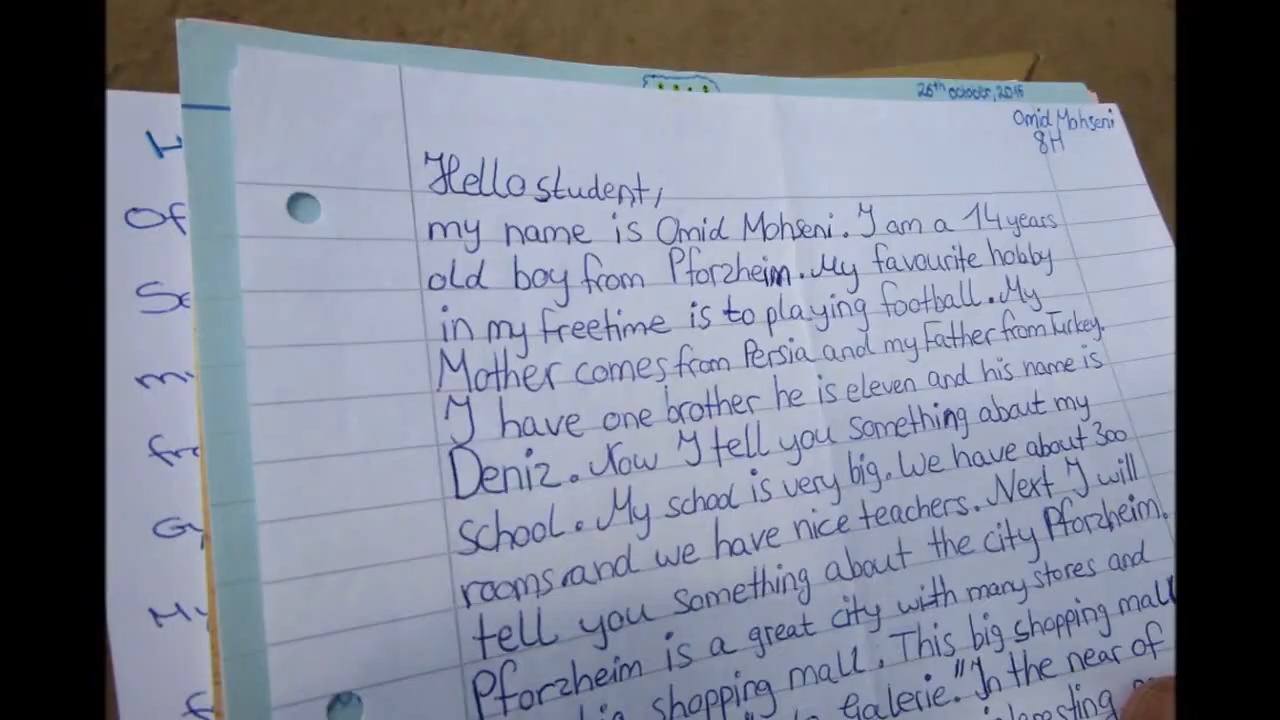 26th October, 2015
Omid Mohseni
8H
Hello student,
my name is Omid Mohseni. I am a 14 years
old boy from Pforzheim. My favourite hobby
in my freetime is to playing football. My
Mother comes from Persia and my Father from Turkey.
I have one brother he is eleven and his name is
Deniz. Now I tell you something about my
school. My school is very big. We have about 300
rooms and we have nice teachers. Next I will
tell you something about the city Pforzheim.
Pforzheim is a great city with many stores and
shopping mall. This big shopping mall
Galerie." In the near of
1
Of